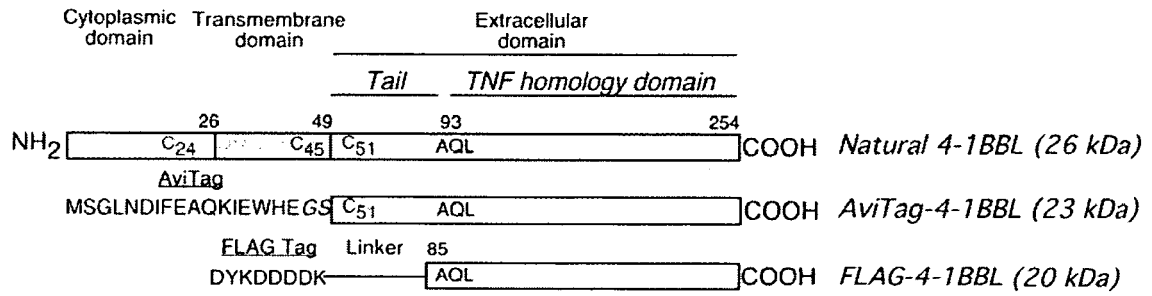 Cytoplasmic domain
Transmembrane domain
Extracellular domain
Tail
TNF homology domain
26 49 93 254
NH2 C24 C45 C51 AQL COOH Natural 4-1BBL (26 kDa)
AviTag
MSGLNDIFEAQKIEWHEGS C51 AQL COOH AviTag-4-1BBL (23 kDa)
FLAG Tag Linker 85
DYKDDDDK AQL COOH FLAG-4-1BBL (20 kDa)